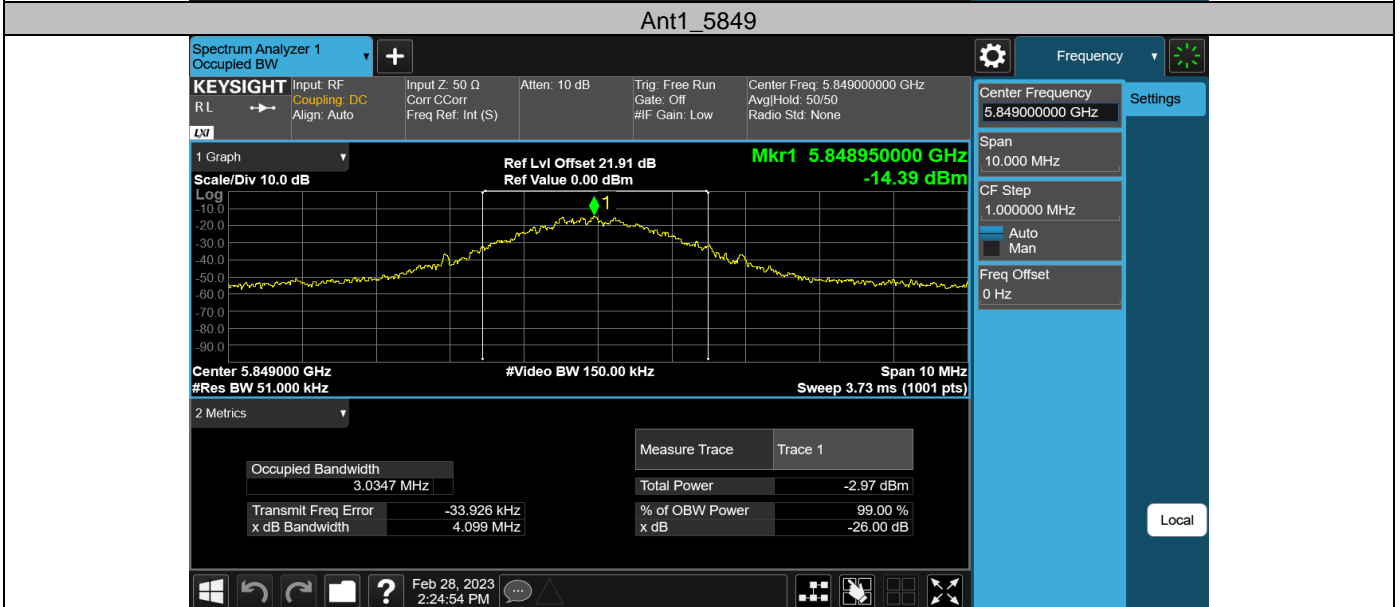 Ant1_5849
Spectrum Analyzer 1
Occupied BW
Frequency
KEYSIGHT
R L
LXI
Input: RF
Coupling: DC
Align: Auto
Input Z: 50 Ω
Corr CCorr
Freq Ref: Int (S)
Atten: 10 dB
Trig: Free Run
Gate: Off
#IF Gain: Low
Center Freq: 5.849000000 GHz
Avg|Hold: 50/50
Radio Std: None
1 Graph
Scale/Div 10.0 dB
Ref Lvl Offset 21.91 dB
Ref Value 0.00 dBm
Mkr1 5.848950000 GHz
-14.39 dBm
Log
-10.0
-20.0
-30.0
-40.0
-50.0
-60.0
-70.0
-80.0
-90.0
1
Center 5.849000 GHz
#Res BW 51.000 kHz
#Video BW 150.00 kHz
Span 10 MHz
Sweep 3.73 ms (1001 pts)
2 Metrics
Occupied Bandwidth
3.0347 MHz
Transmit Freq Error -33.926 kHz
x dB Bandwidth 4.099 MHz
Measure Trace Trace 1
Total Power -2.97 dBm
% of OBW Power 99.00 %
x dB -26.00 dB
Center Frequency
5.849000000 GHz
Span
10.000 MHz
CF Step
1.000000 MHz
Auto
Man
Freq Offset
0 Hz
Settings
Local
?
Feb 28, 2023
2:24:54 PM